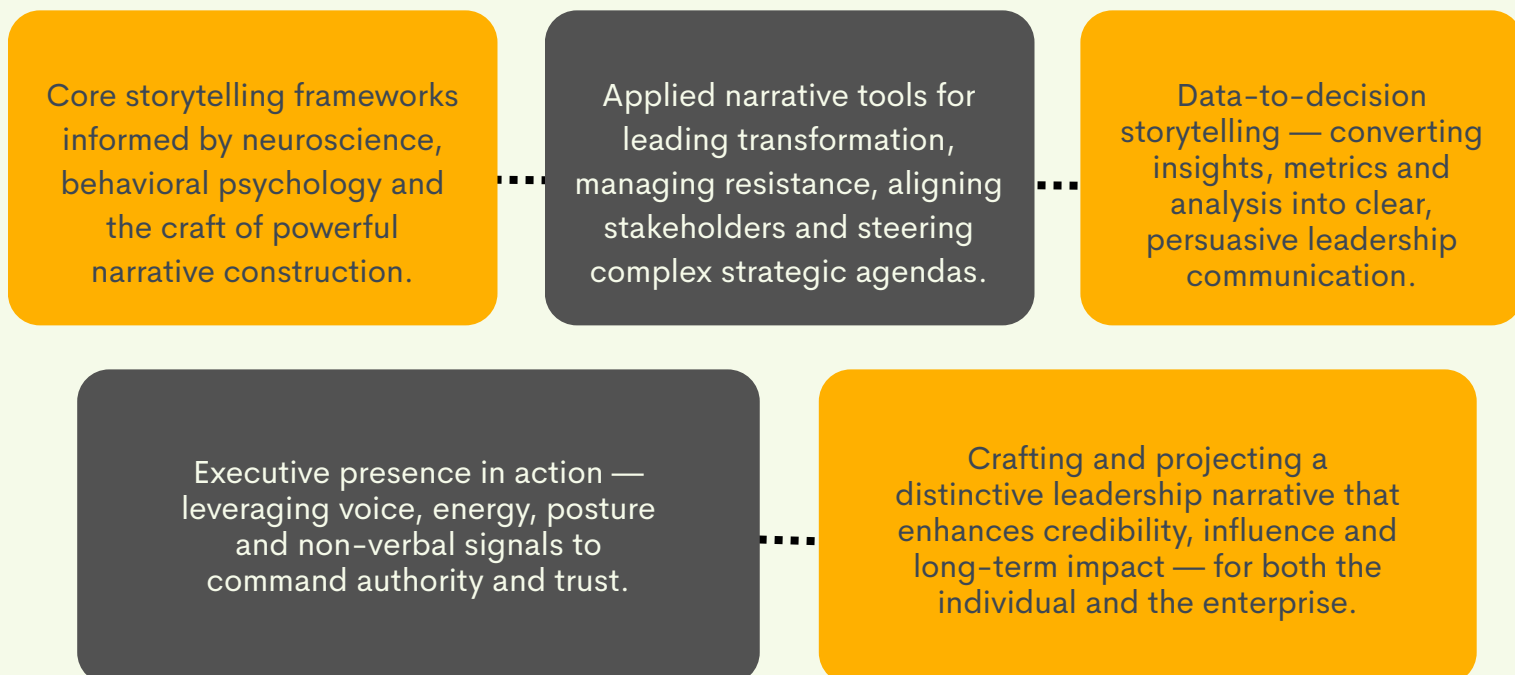 Core storytelling frameworks
informed by neuroscience,
behavioral psychology and
the craft of powerful
narrative construction.
Applied narrative tools for
leading transformation,
managing resistance, aligning
stakeholders and steering
complex strategic agendas.
Data-to-decision
storytelling — converting
insights, metrics and
analysis into clear,
persuasive leadership
communication.
Executive presence in action —
leveraging voice, energy, posture
and non-verbal signals to
command authority and trust.
Crafting and projecting a
distinctive leadership narrative that
enhances credibility, influence and
long-term impact — for both the
individual and the enterprise.